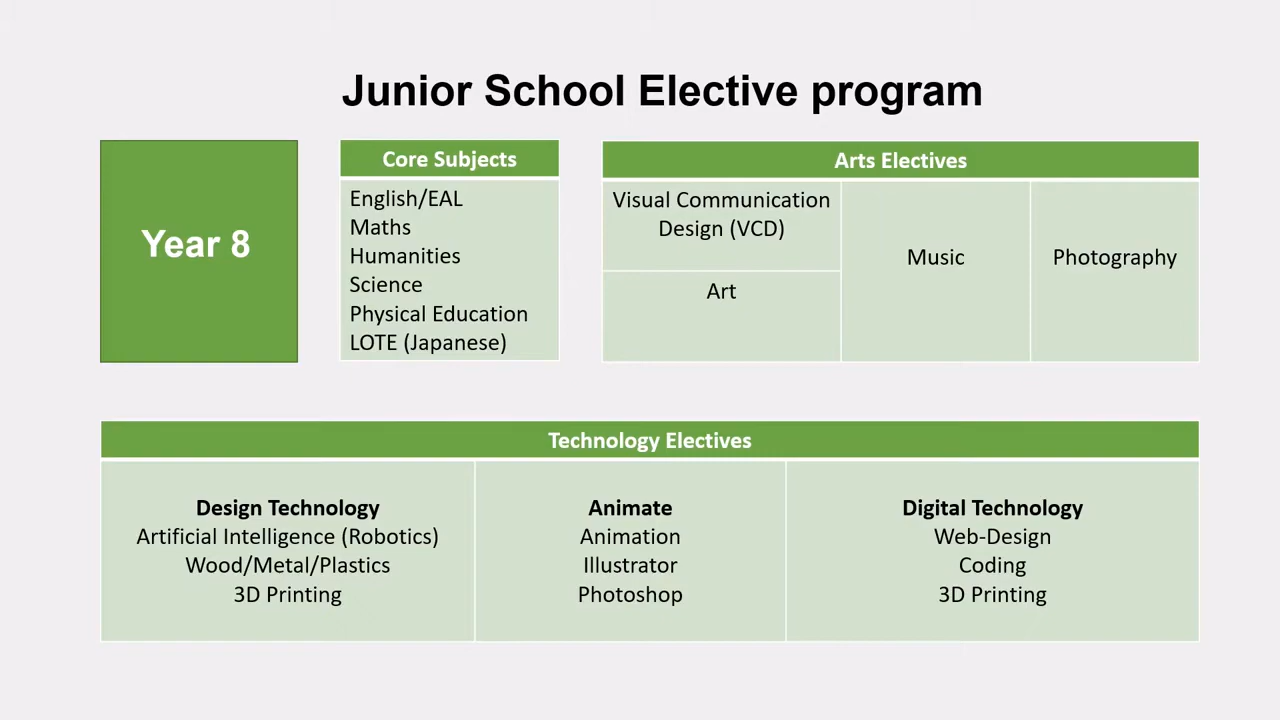 Junior School Elective program
Year 8
Core Subjects
English/EAL
Maths
Humanities
Science
Physical Education
LOTE (Japanese)
Arts Electives
Visual Communication
Design (VCD)
Art
Music
Photography
Technology Electives
Design Technology
Artificial Intelligence (Robotics)
Wood/Metal/Plastics
3D Printing
Animate
Animation
Illustrator
Photoshop
Digital Technology
Web-Design
Coding
3D Printing